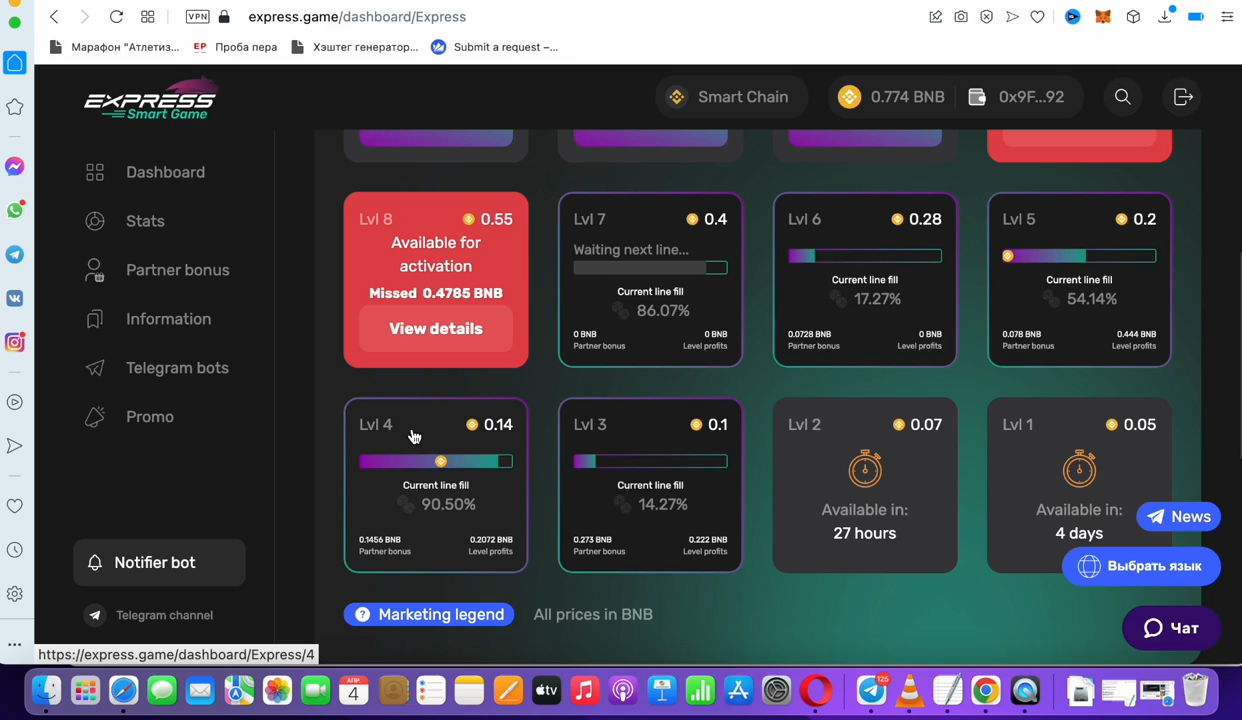 VPN express.game/dashboard/Express
Марафон "Атлетиз... EP Проба пера Хэштег генератор... Submit a request –...
EXPRESS
Smart Game
Smart Chain 0.774 BNB 0x9F...92
Dashboard
Stats
Partner bonus
Information
Telegram bots
Promo
Notifier bot
Telegram channel
Lvl 8 0.55
Available for
activation
Missed 0.4785 BNB
View details
Lvl 7 0.4
Waiting next line...
Current line fill
86.07%
0 BNB 0 BNB
Partner bonus Level profits
Lvl 6 0.28
Current line fill
17.27%
0.0728 BNB 0 BNB
Partner bonus Level profits
Lvl 5 0.2
Current line fill
54.14%
0.078 BNB 0.444 BNB
Partner bonus Level profits
Lvl 4 0.14
Current line fill
90.50%
0.1456 BNB 0.2072 BNB
Partner bonus Level profits
Lvl 3 0.1
Current line fill
14.27%
0.273 BNB 0.222 BNB
Partner bonus Level profits
Lvl 2 0.07
Available in:
27 hours
Lvl 1 0.05
Available in:
4 days
News
Выбрать язык
? Marketing legend All prices in BNB
Чат
https://express.game/dashboard/Express/4
АПР.
4
tv
125